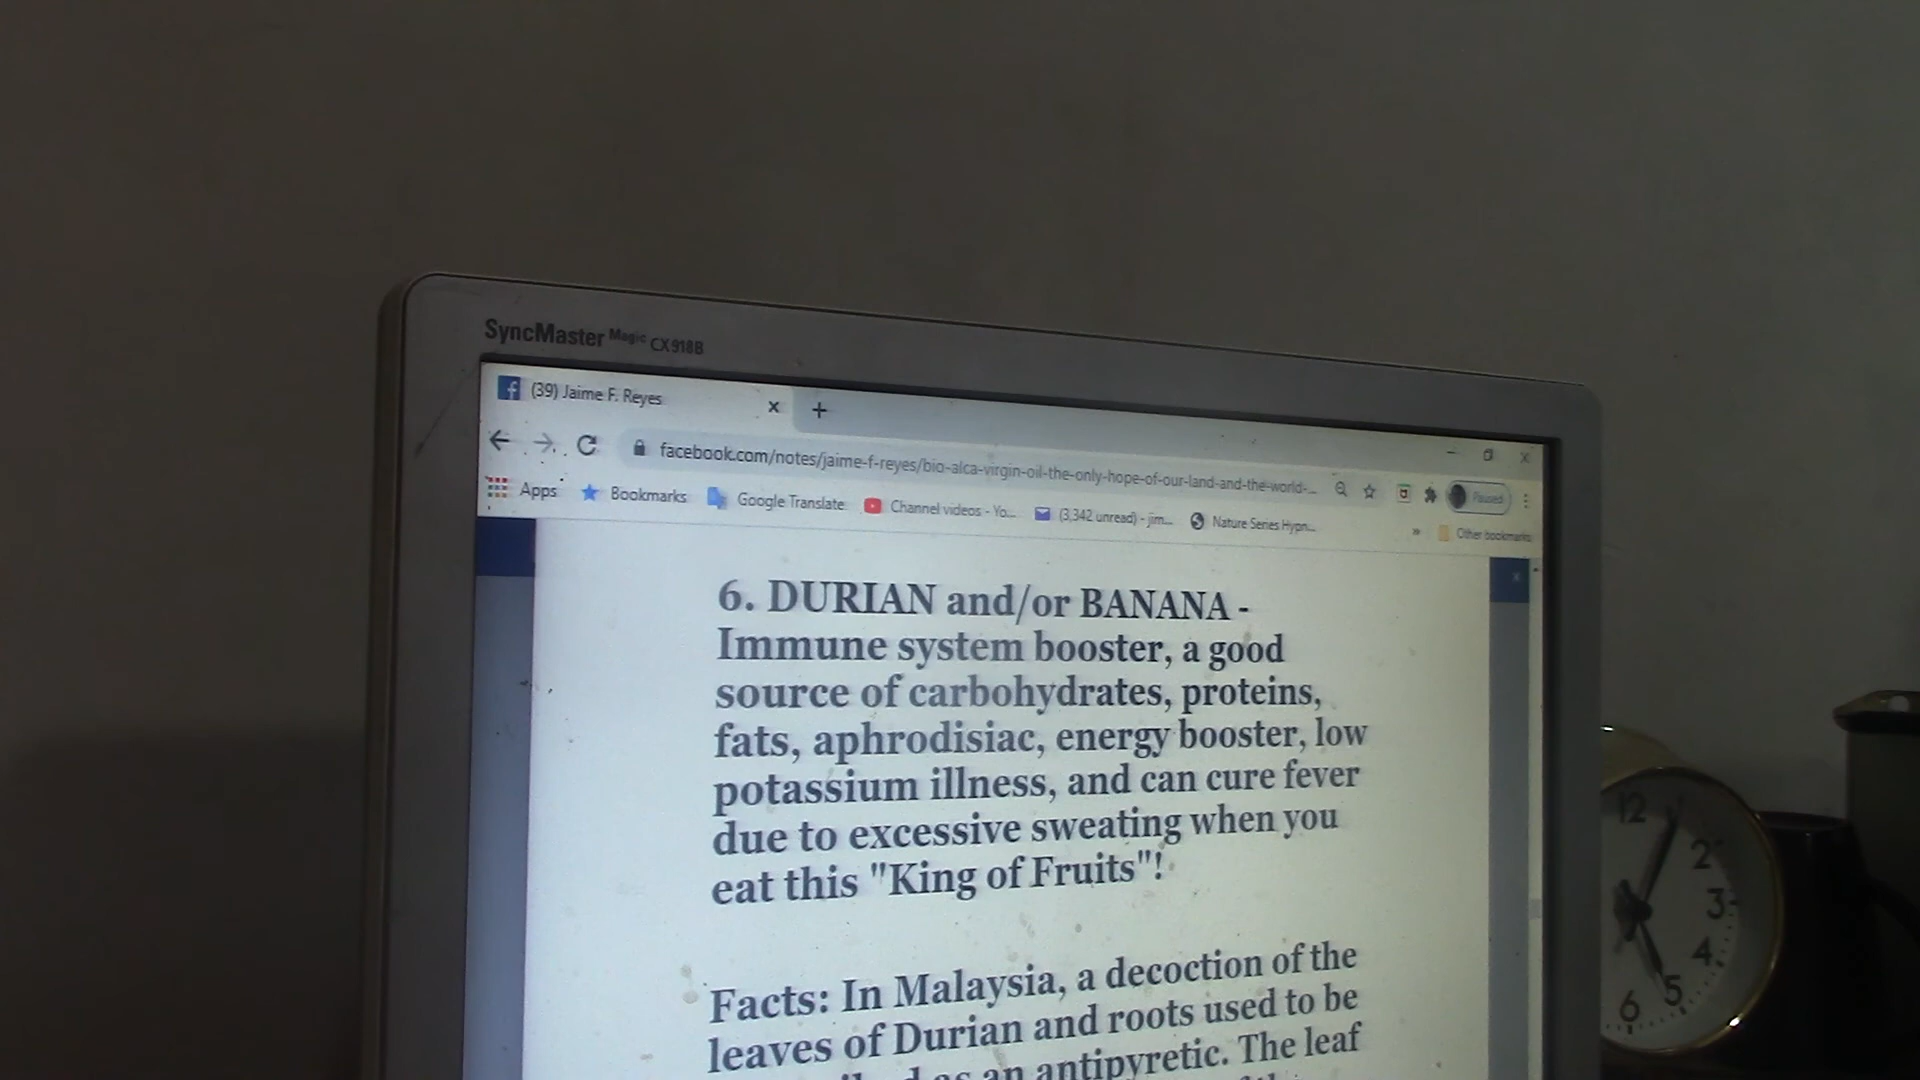 SyncMaster Magic CX918B
(39) Jaime F. Reyes
facebook.com/notes/jaime-f-reyes/bio-alca-virgin-oil-the-only-hope-of-our-land-and-the-world-...
Paused
Apps Bookmarks Google Translate Channel videos - Yo... (3,342 unread) - jim... Nature Series Hypn... » Other bookmarks
6. DURIAN and/or BANANA -
Immune system booster, a good
source of carbohydrates, proteins,
fats, aphrodisiac, energy booster, low
potassium illness, and can cure fever
due to excessive sweating when you
eat this "King of Fruits"!
Facts: In Malaysia, a decoction of the
leaves of Durian and roots used to be
as an antipyretic. The leaf
12
2
3
4
5
6